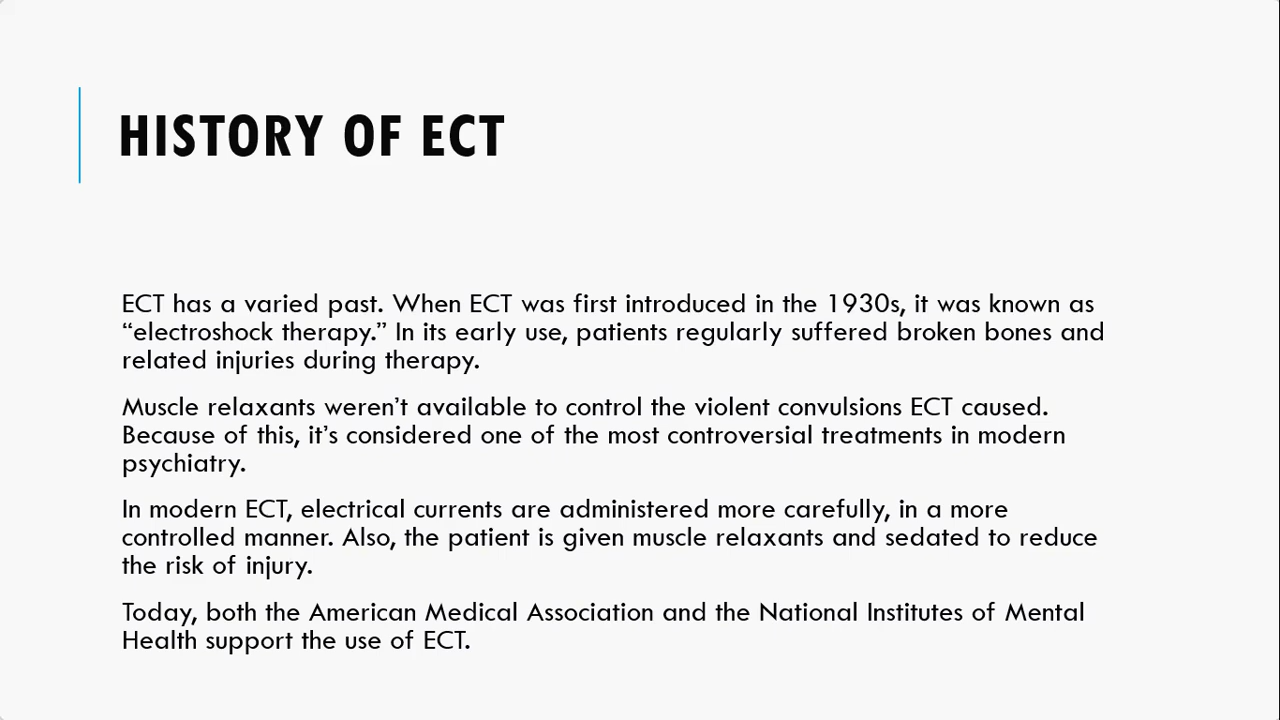 HISTORY OF ECT
ECT has a varied past. When ECT was first introduced in the 1930s, it was known as
“electroshock therapy.” In its early use, patients regularly suffered broken bones and
related injuries during therapy.
Muscle relaxants weren’t available to control the violent convulsions ECT caused.
Because of this, it’s considered one of the most controversial treatments in modern
psychiatry.
In modern ECT, electrical currents are administered more carefully, in a more
controlled manner. Also, the patient is given muscle relaxants and sedated to reduce
the risk of injury.
Today, both the American Medical Association and the National Institutes of Mental
Health support the use of ECT.